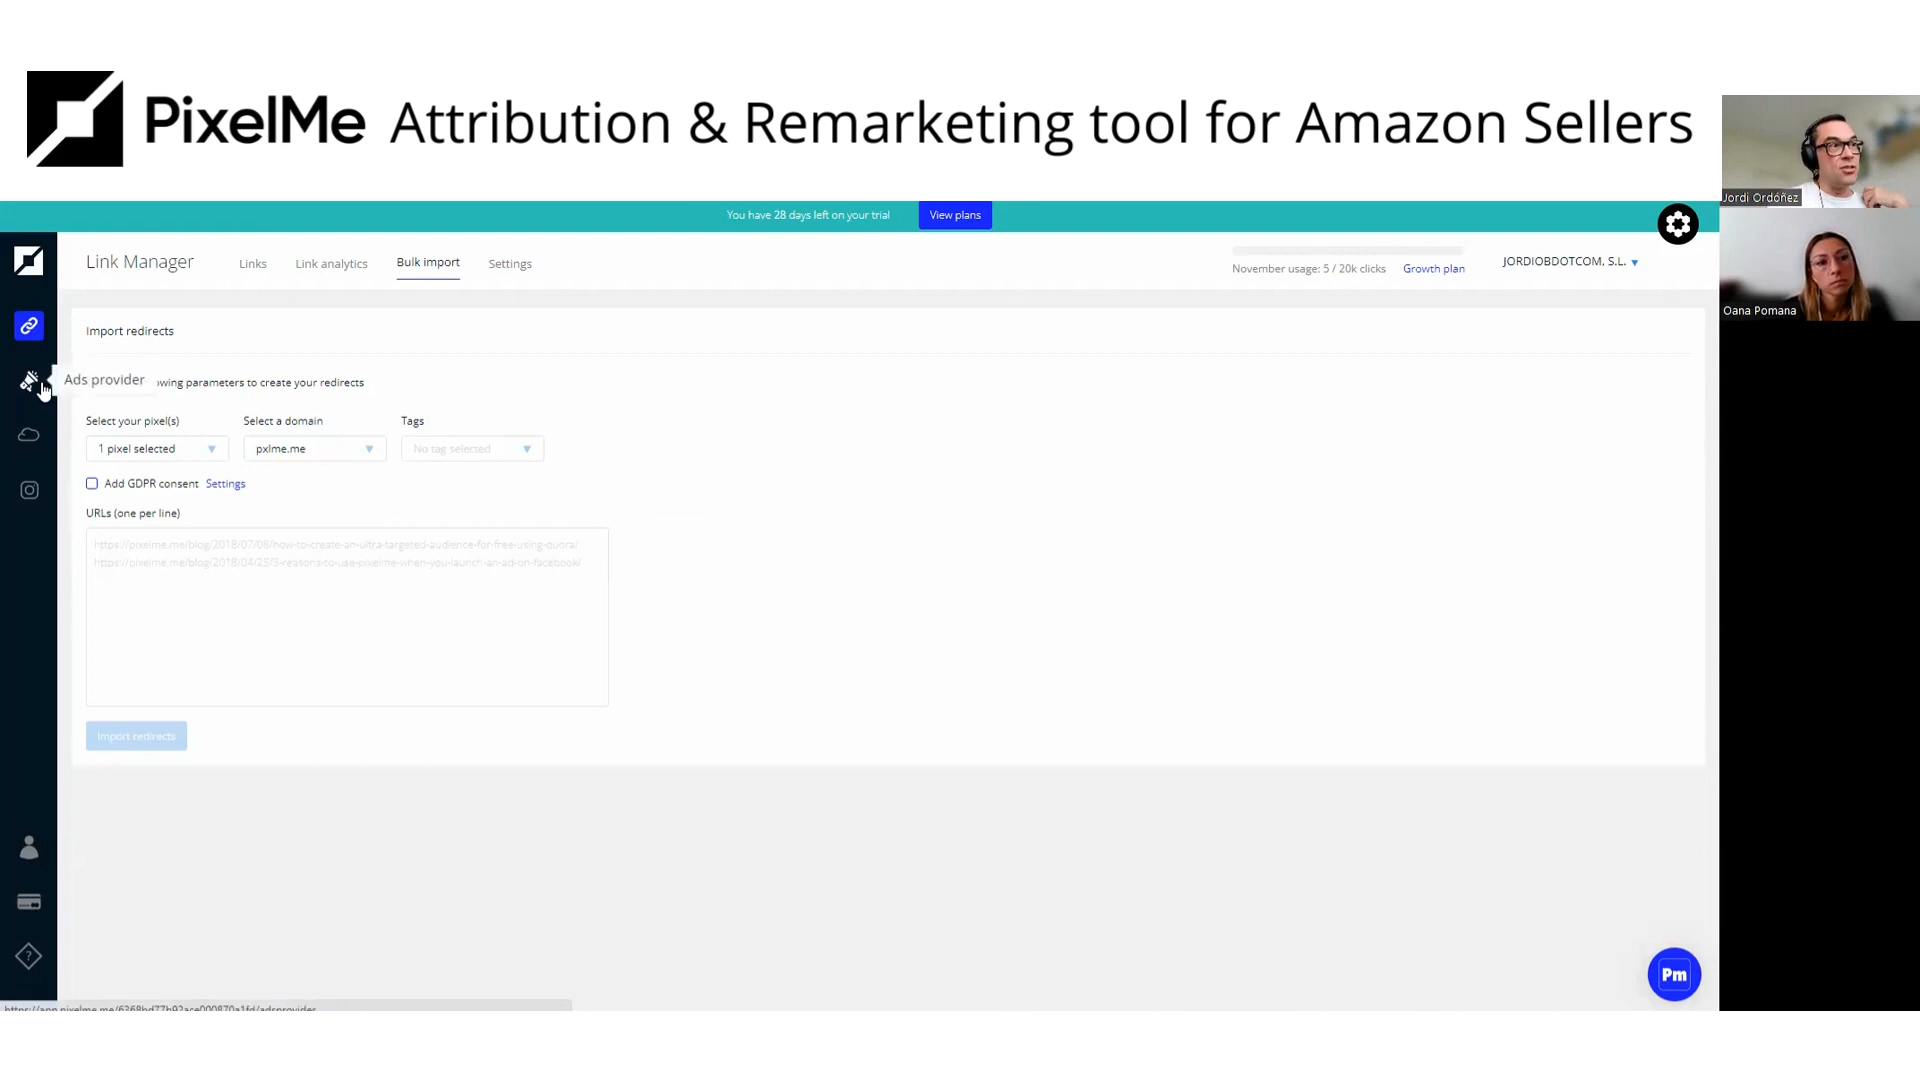 PixelMe Attribution & Remarketing tool for Amazon Sellers
Jordi Ordóñez
You have 28 days left on your trial
View plans
Link Manager
Links
Link analytics
Bulk import
Settings
November usage: 5 / 20k clicks
Growth plan
JORDIOBDOTCOM, S.L.
Oana Pomana
Import redirects
Ads provider
owing parameters to create your redirects
Select your pixel(s)
Select a domain
Tags
1 pixel selected
pxlme.me
No tag selected
Add GDPR consent Settings
URLs (one per line)
https://pixelme.me/blog/2018/07/08/how-to-create-an-ultra-targeted-audience-for-free-using-quora/
https://pixelme.me/blog/2018/04/25/3-reasons-to-use-pixelme-when-you-launch-an-ad-on-facebook/
Import redirects
?
Pm